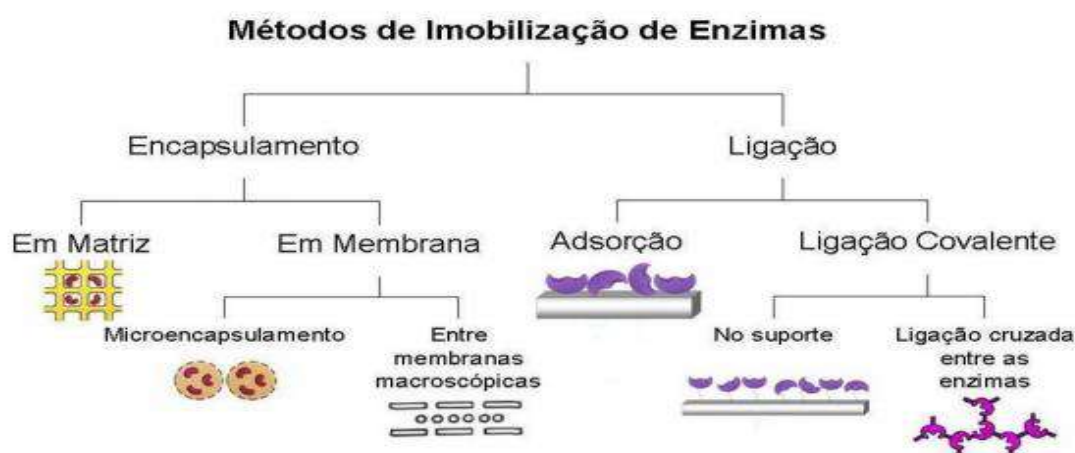 Métodos de Imobilização de Enzimas
Encapsulamento
Ligação
Em Matriz
Em Membrana
Adsorção
Ligação Covalente
Microencapsulamento
Entre
membranas
macroscópicas
No suporte
Ligação cruzada
entre as
enzimas